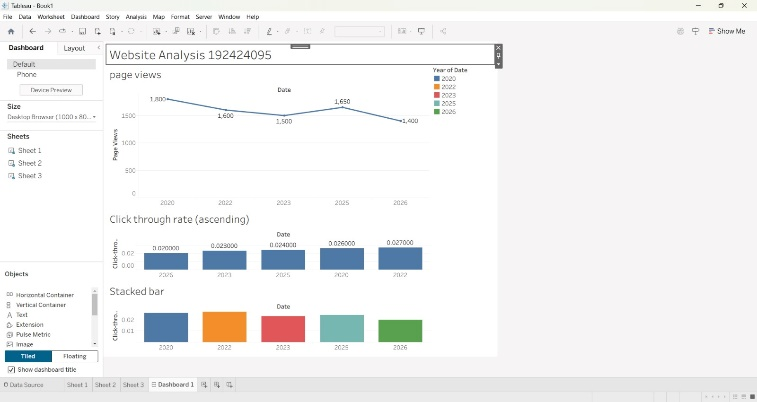 Tableau - Book1
File Data Worksheet Dashboard Story Analysis Map Format Server Window Help
Show Me
Dashboard Layout
Default
Phone
Device Preview
Size
Desktop Browser (1000 x 80...
Sheets
Sheet 1
Sheet 2
Sheet 3
Objects
Horizontal Container
Vertical Container
Text
Extension
Pulse Metric
Image
Tiled Floating
Show dashboard title
Website Analysis 192424095
page views
Date
Page Views
1500
1000
500
0
1,800
1,600
1,500
1,650
1,400
2020 2022 2023 2025 2026
Year of Date
2020
2022
2023
2025
2026
Click through rate (ascending)
Date
Click-thro..
0.02
0.00
0.020000 0.023000 0.024000 0.026000 0.027000
2026 2023 2025 2020 2022
Stacked bar
Date
Click-thro..
0.02
0.01
2020 2022 2023 2025 2026
Data Source Sheet 1 Sheet 2 Sheet 3 Dashboard 1